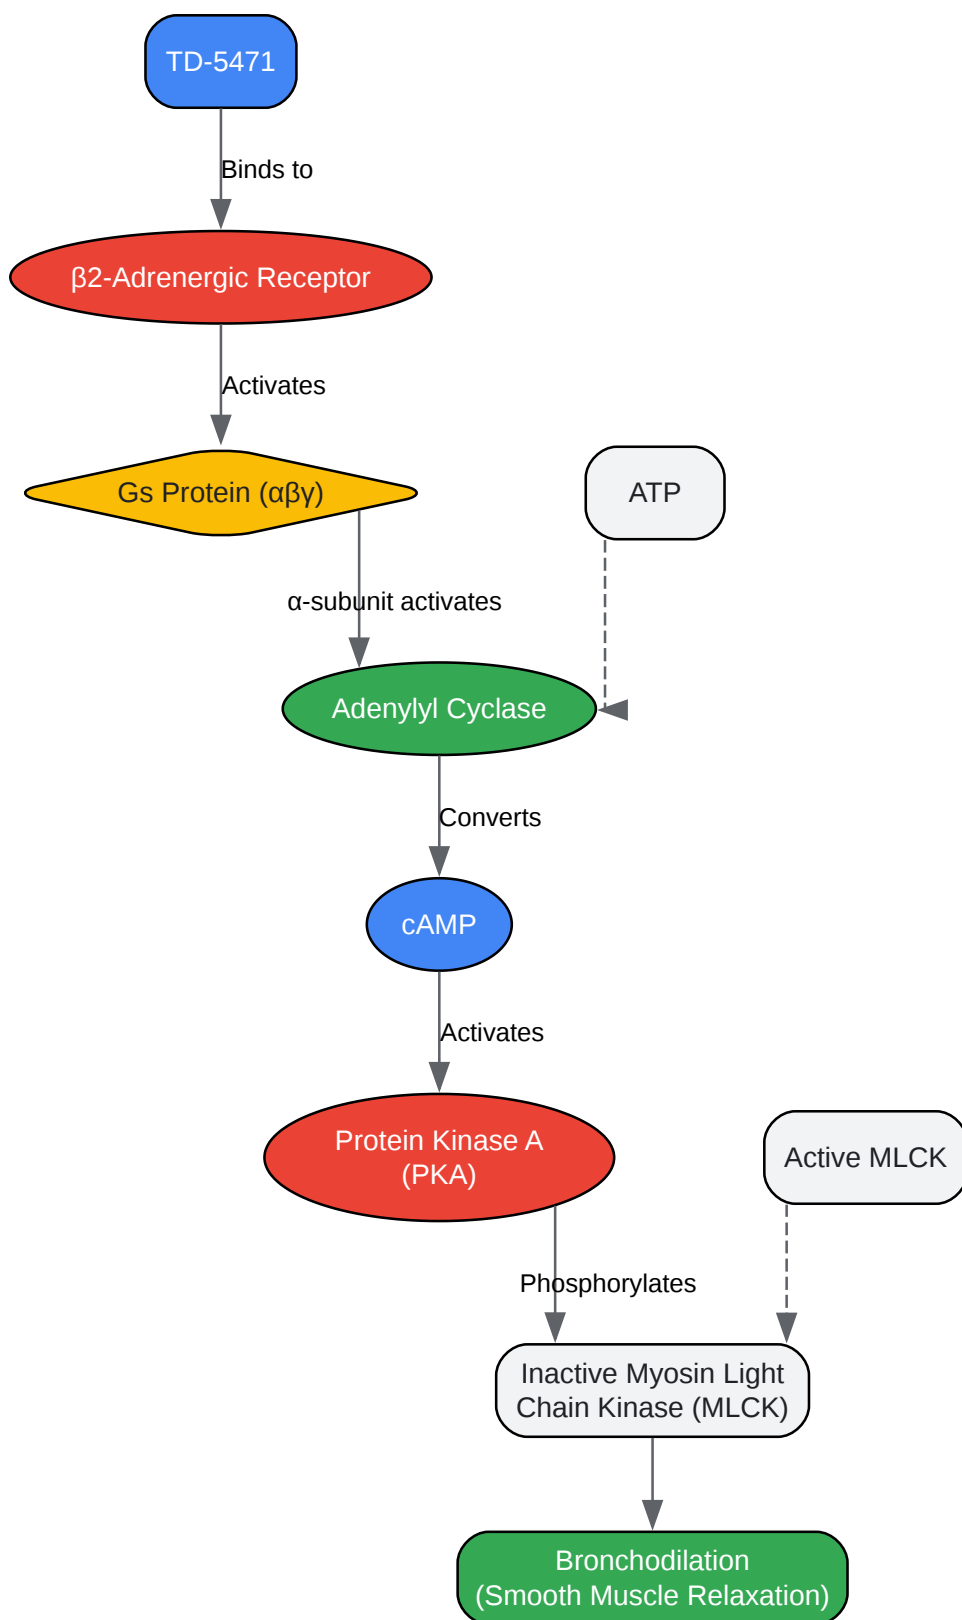 TD-5471
Binds to
β2-Adrenergic Receptor
Activates
Gs Protein (αβγ)
ATP
α-subunit activates
Adenylyl Cyclase
Converts
cAMP
Activates
Protein Kinase A
(PKA)
Active MLCK
Phosphorylates
Inactive Myosin Light
Chain Kinase (MLCK)
Bronchodilation
(Smooth Muscle Relaxation)